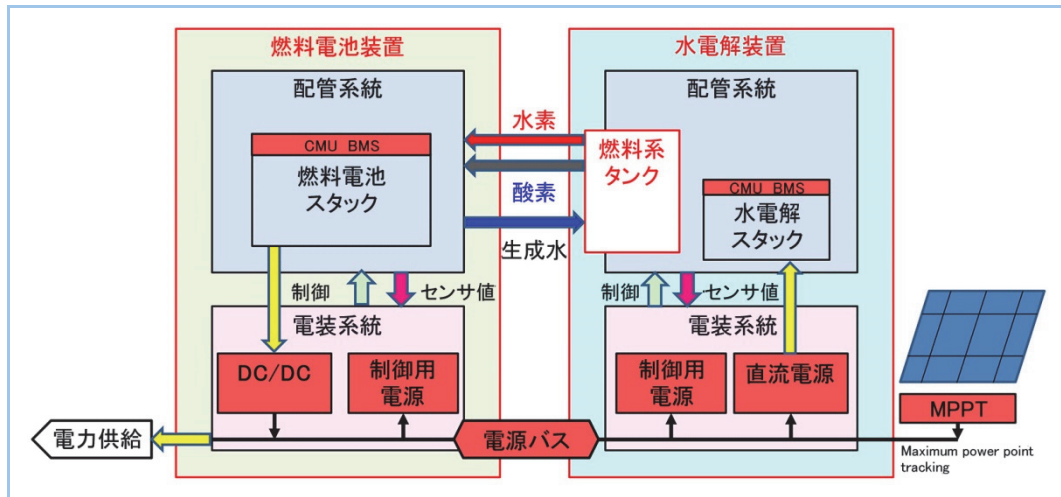 燃料電池装置
配管系統
CMU BMS
燃料電池
スタック
制御
センサ値
電装系統
DC/DC
制御用
電源
電力供給
水素
酸素
生成水
電源バス
水電解装置
配管系統
燃料系
タンク
CMU BMS
水電解
スタック
制御
センサ値
電装系統
制御用
電源
直流電源
MPPT
Maximum power point
tracking